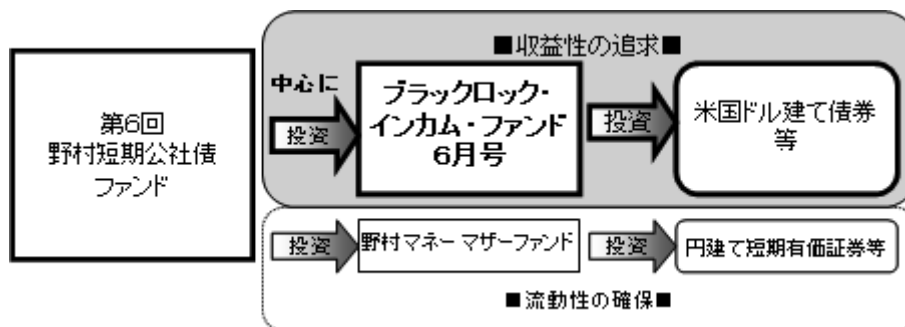 ■収益性の追求■
第6回
野村短期公社債
ファンド
中心に
投資
ブラックロック・
インカム・ファンド
6月号
投資
米国ドル建て債券
等
投資
野村マネー マザーファンド
投資
円建て短期有価証券等
■流動性の確保■